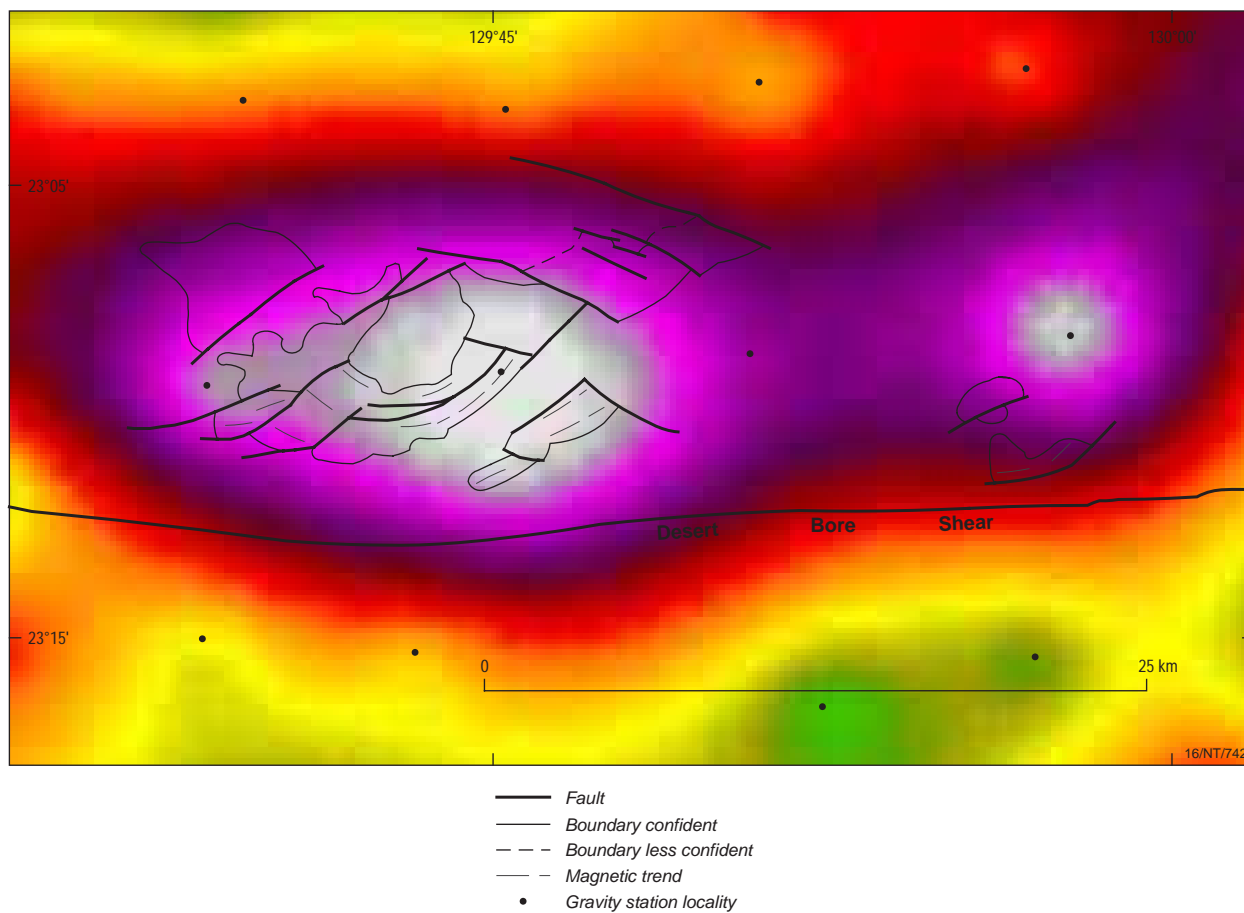 129°45'
130°00'
23°05'
Desert Bore Shear
23°15'
0
25 km
16/NT/742
Fault
Boundary confident
Boundary less confident
Magnetic trend
Gravity station locality